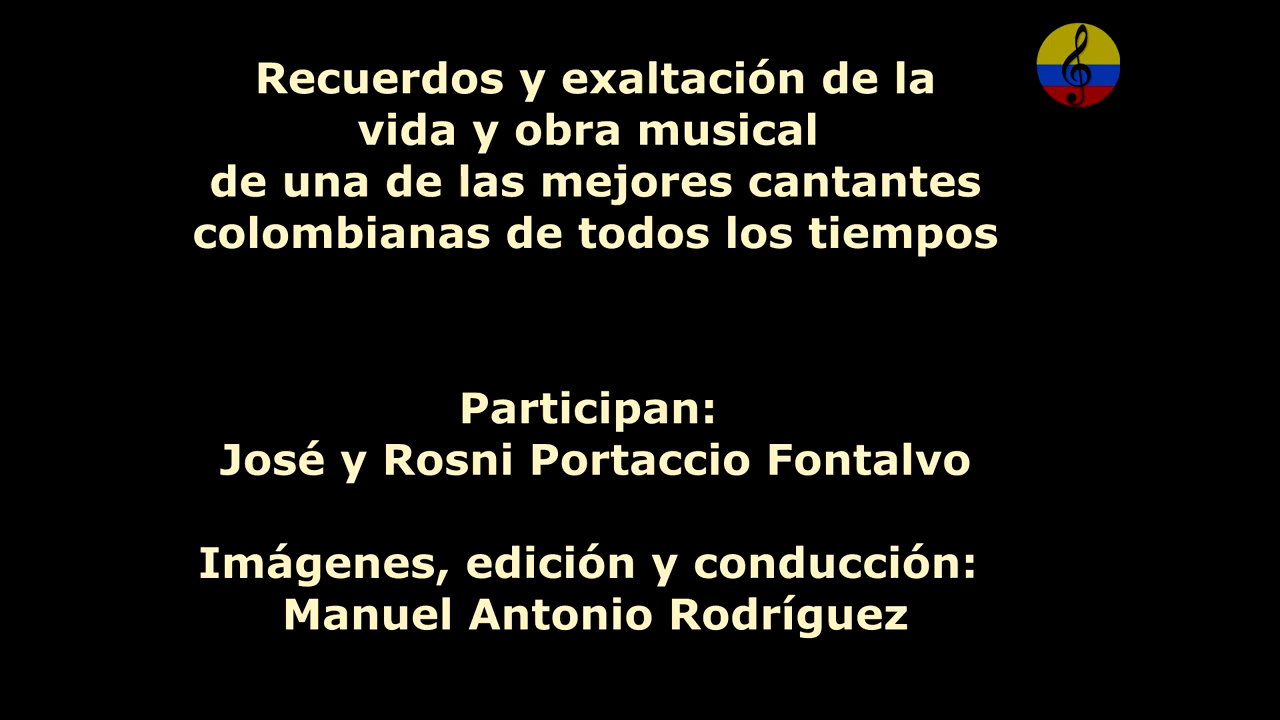 Recuerdos y exaltación de la
vida y obra musical
de una de las mejores cantantes
colombianas de todos los tiempos
Participan:
José y Rosni Portaccio Fontalvo
Imágenes, edición y conducción:
Manuel Antonio Rodríguez